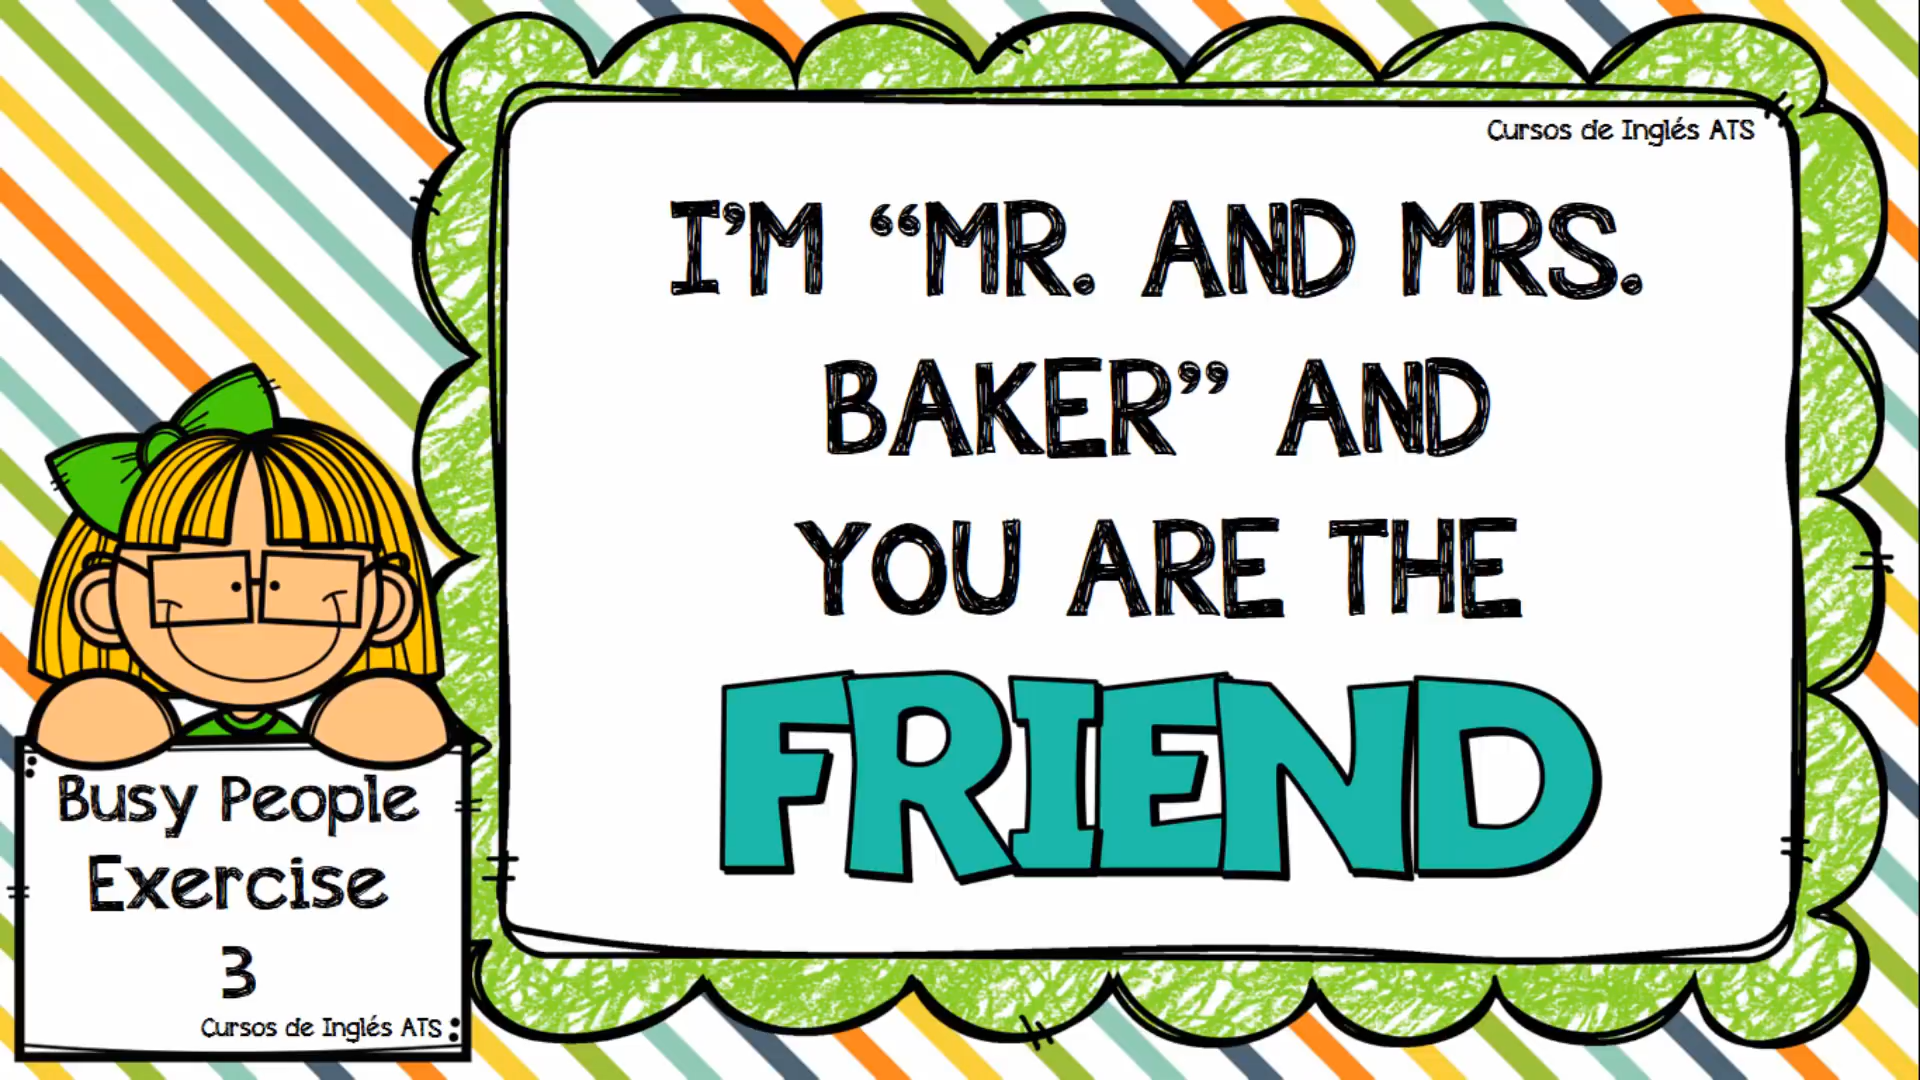 Cursos de Inglés ATS
I’M “MR. AND MRS.
BAKER” AND
YOU ARE THE
FRIEND
Busy People
Exercise
3
Cursos de Inglés ATS